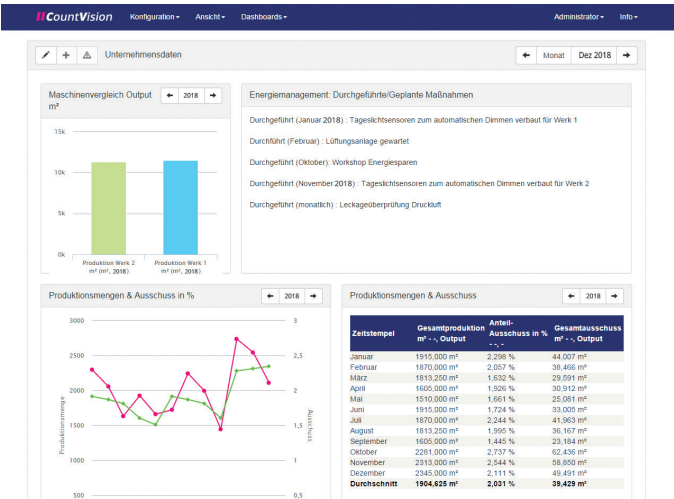 CountVision Konfiguration Ansicht Dashboards Administrator Info
Unternehmensdaten Monat Dez 2018
Maschinenvergleich Output m² 2018
15k
10k
5k
0k
Produktion Werk 2 m² (m², 2018)
Produktion Werk 1 m² (m², 2018)
Energiemanagement: Durchgeführte/Geplante Maßnahmen
Durchgeführt (Januar 2018) : Tageslichtsensoren zum automatischen Dimmen verbaut für Werk 1
Durchführt (Februar) : Lüftungsanlage gewartet
Durchgeführt (Oktober): Workshop Energiesparen
Durchgeführt (November 2018) : Tageslichtsensoren zum automatischen Dimmen verbaut für Werk 2
Durchgeführt (monatlich) : Leckageüberprüfung Druckluft
Produktionsmengen & Ausschuss in % 2018
3000 3
2500 2,5
2000 2
1500 1,5
1000 1
500 0,5
Produktionsmenge
Ausschuss
Produktionsmengen & Ausschuss 2018
Zeitstempel Gesamtproduktion m² - -, Output Anteil-Ausschuss in % - -, - Gesamtausschuss m² - -, Output
Januar 1915,000 m² 2,298 % 44,007 m²
Februar 1870,000 m² 2,057 % 38,466 m²
März 1813,250 m² 1,632 % 29,591 m²
April 1605,000 m² 1,926 % 30,912 m²
Mai 1510,000 m² 1,661 % 25,081 m²
Juni 1915,000 m² 1,724 % 33,005 m²
Juli 1870,000 m² 2,244 % 41,963 m²
August 1813,250 m² 1,995 % 36,167 m²
September 1605,000 m² 1,445 % 23,184 m²
Oktober 2281,000 m² 2,737 % 62,436 m²
November 2313,000 m² 2,544 % 58,850 m²
Dezember 2345,000 m² 2,111 % 49,491 m²
Durchschnitt 1904,625 m² 2,031 % 39,429 m²